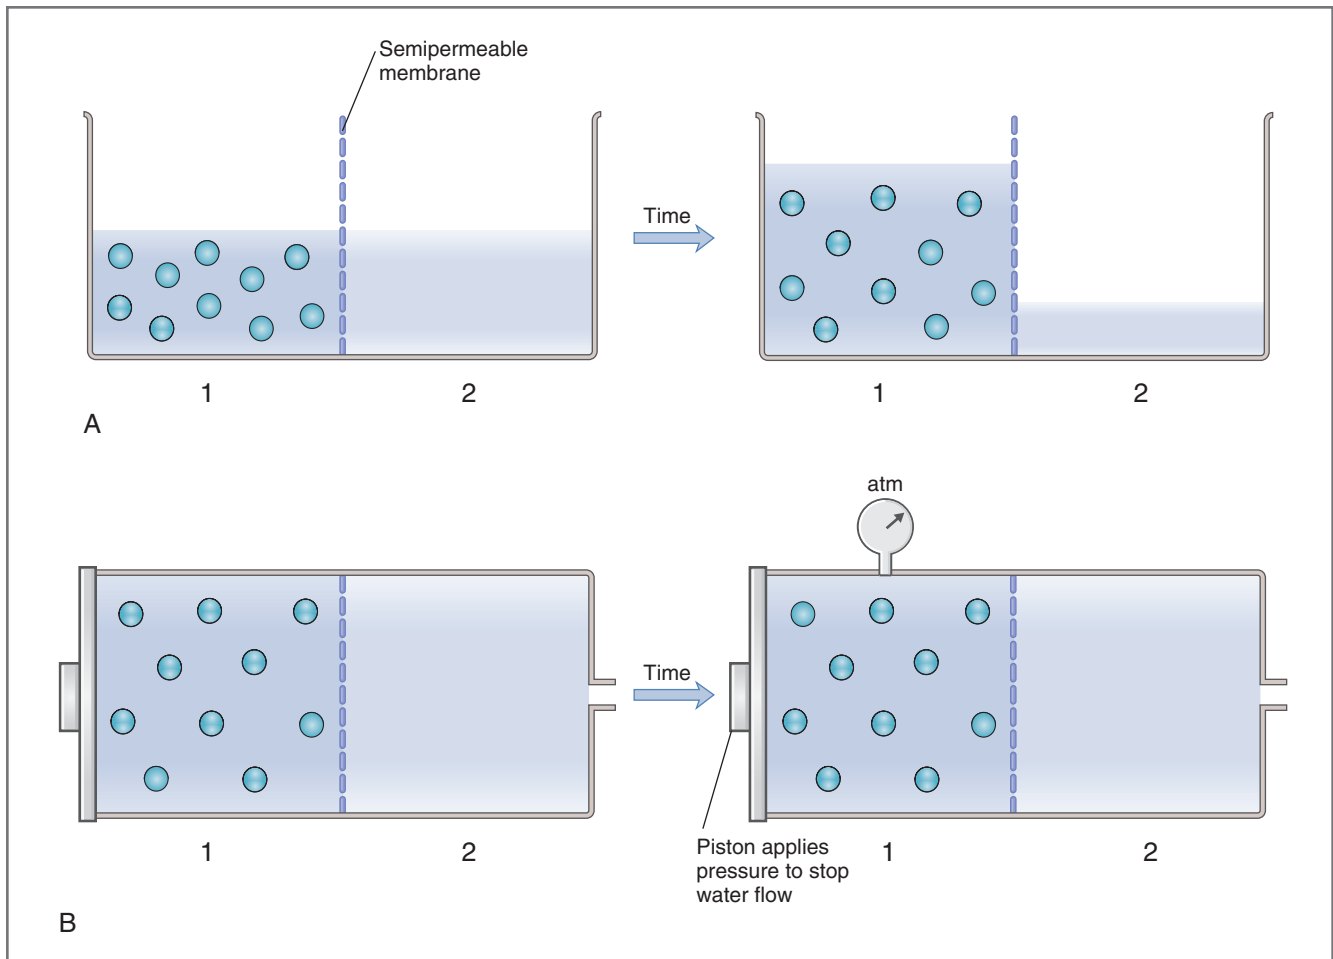 Semipermeable
membrane
Time
1
2
1
2
A
atm
Time
Piston applies
pressure to stop
water flow
1
2
1
2
B